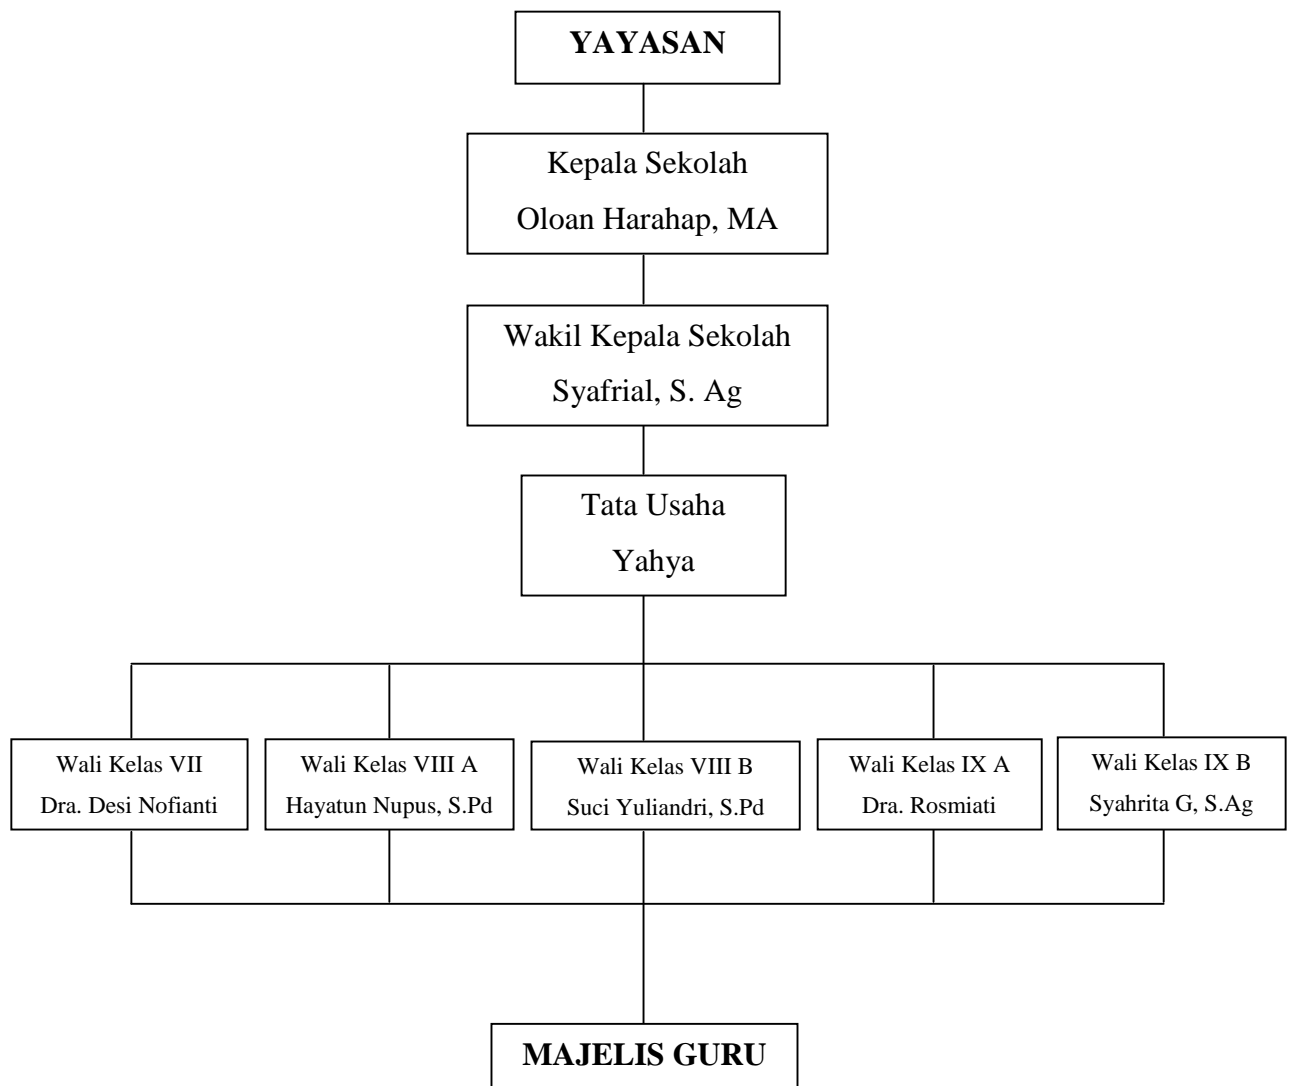 YAYASAN
Kepala Sekolah
Oloan Harahap, MA
Wakil Kepala Sekolah
Syafrial, S. Ag
Tata Usaha
Yahya
Wali Kelas VII
Dra. Desi Nofianti
Wali Kelas VIII A
Hayatun Nupus, S.Pd
Wali Kelas VIII B
Suci Yuliandri, S.Pd
Wali Kelas IX A
Dra. Rosmiati
Wali Kelas IX B
Syahrita G, S.Ag
MAJELIS GURU